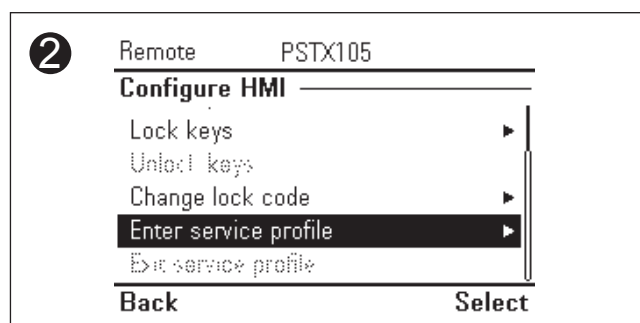 2
Remote PSTX105
Configure HMI
Lock keys
Unlock keys
Change lock code
Enter service profile
Exit service profile
Back Select